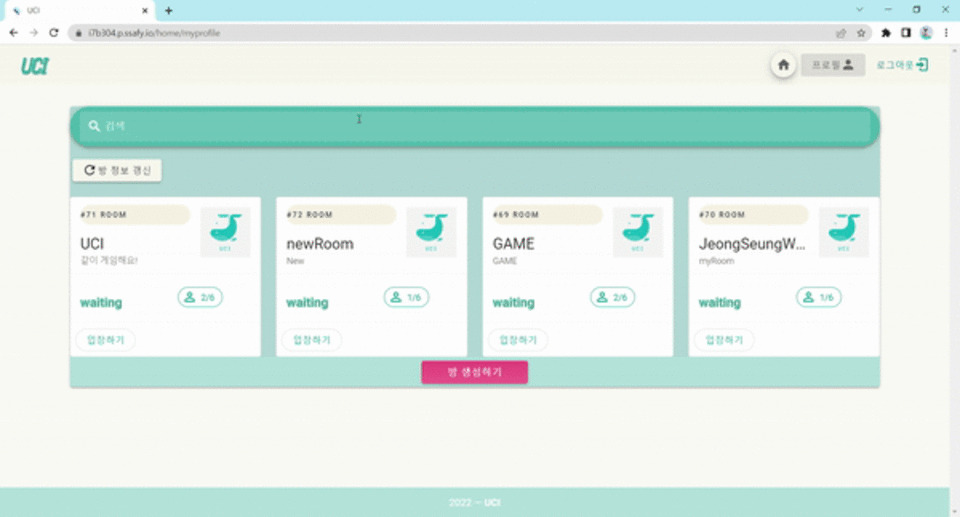 UCI
i7b304.p.ssafy.io/home/myprofile
UCI
프로필
로그아웃
검색
방 정보 갱신
#71 ROOM
UCI
같이 게임해요!
UCI
waiting
2/6
입장하기
#72 ROOM
newRoom
New
UCI
waiting
1/6
입장하기
#69 ROOM
GAME
GAME
UCI
waiting
2/6
입장하기
#70 ROOM
JeongSeungW...
myRoom
UCI
waiting
1/6
입장하기
방 생성하기
2022 — UCI